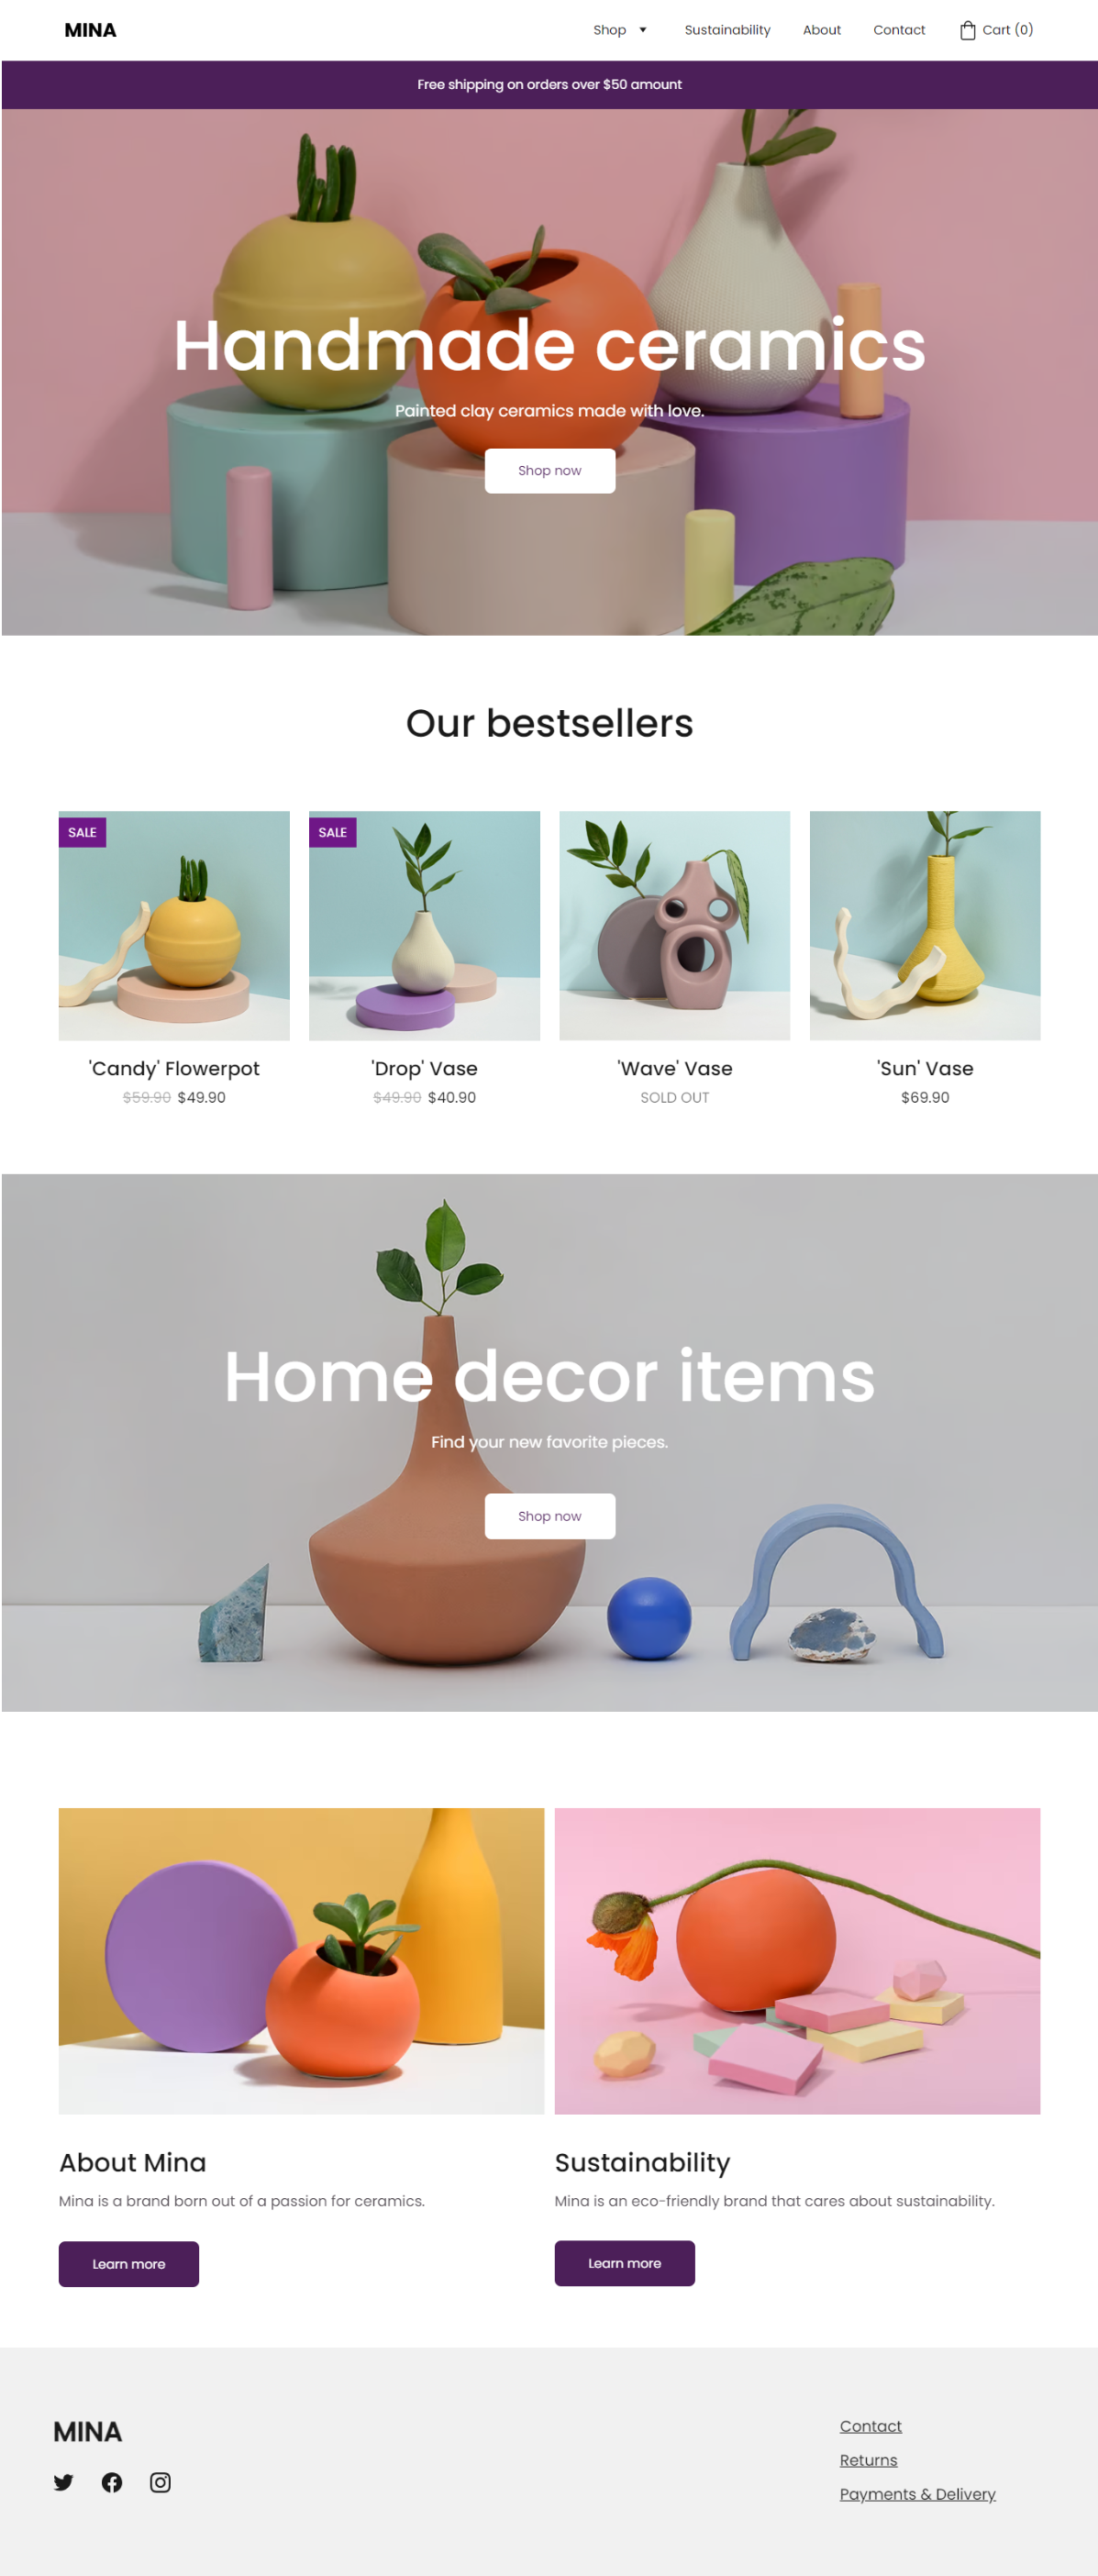 MINA
Shop
Sustainability
About
Contact
Cart (0)
Free shipping on orders over $50 amount
Handmade ceramics
Painted clay ceramics made with love.
Shop now
Our bestsellers
SALE
SALE
'Candy' Flowerpot
$59.90 $49.90
'Drop' Vase
$49.90 $40.90
'Wave' Vase
SOLD OUT
'Sun' Vase
$69.90
Home decor items
Find your new favorite pieces.
Shop now
About Mina
Mina is a brand born out of a passion for ceramics.
Learn more
Sustainability
Mina is an eco-friendly brand that cares about sustainability.
Learn more
MINA
Contact
Returns
Payments & Delivery